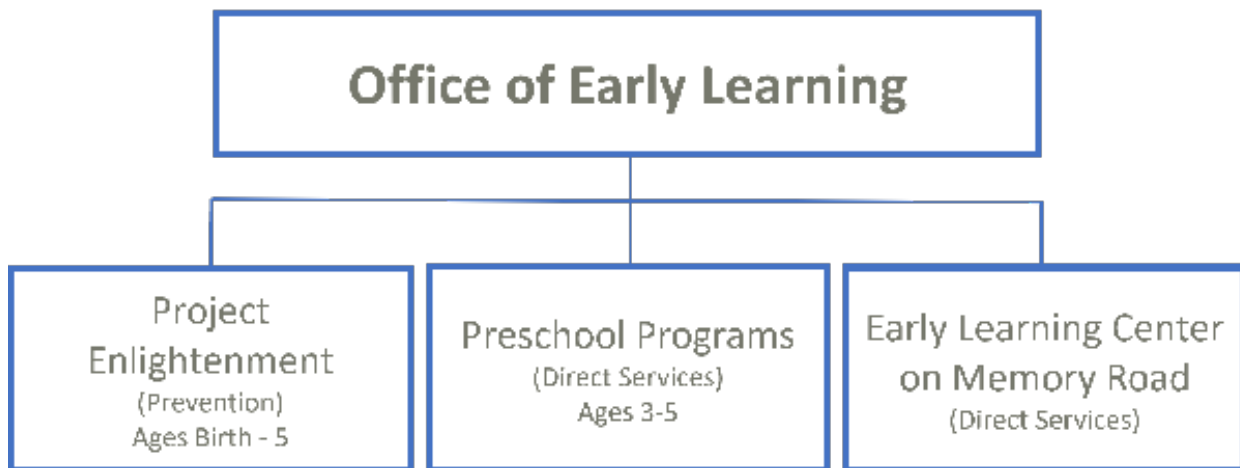 Office of Early Learning
Project
Enlightenment
(Prevention)
Ages Birth - 5
Preschool Programs
(Direct Services)
Ages 3-5
Early Learning Center
on Memory Road
(Direct Services)